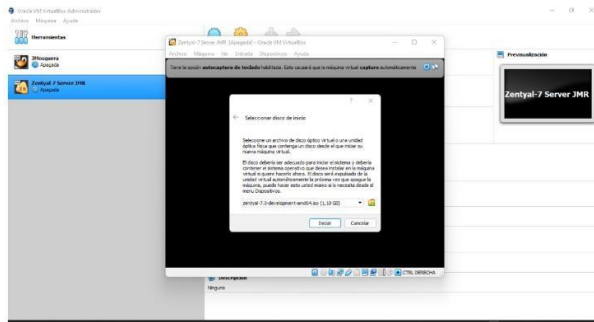 Oracle VM VirtualBox Administrador
Archivo Máquina Ayuda
Herramientas
JMosquera
Apagada
Zentyal-7 Server JMR
Apagada
Zentyal-7 Server JMR [Apagada] - Oracle VM VirtualBox
Archivo Máquina Ver Entrada Dispositivos Ayuda
Tiene la opción autocaptura de teclado habilitada. Esto causará que la máquina virtual capture automáticamente
Seleccionar disco de inicio
Seleccione un archivo de disco óptico virtual o una unidad
óptica física que contenga un disco desde el que iniciar su
nueva máquina virtual.
El disco debería ser adecuado para iniciar el sistema y debería
contener el sistema operativo que desea instalar en la máquina
virtual si quiere hacerlo ahora. El disco será expulsado de la
unidad virtual automáticamente la próxima vez que apague la
máquina, puede hacer esto usted mismo si lo necesita desde el
menú Dispositivos.
zentyal-7.0-development-amd64.iso (1,10 GB)
Iniciar
Cancelar
CTRL DERECHA
Previsualización
Zentyal-7 Server JMR
Descripción
Ninguno